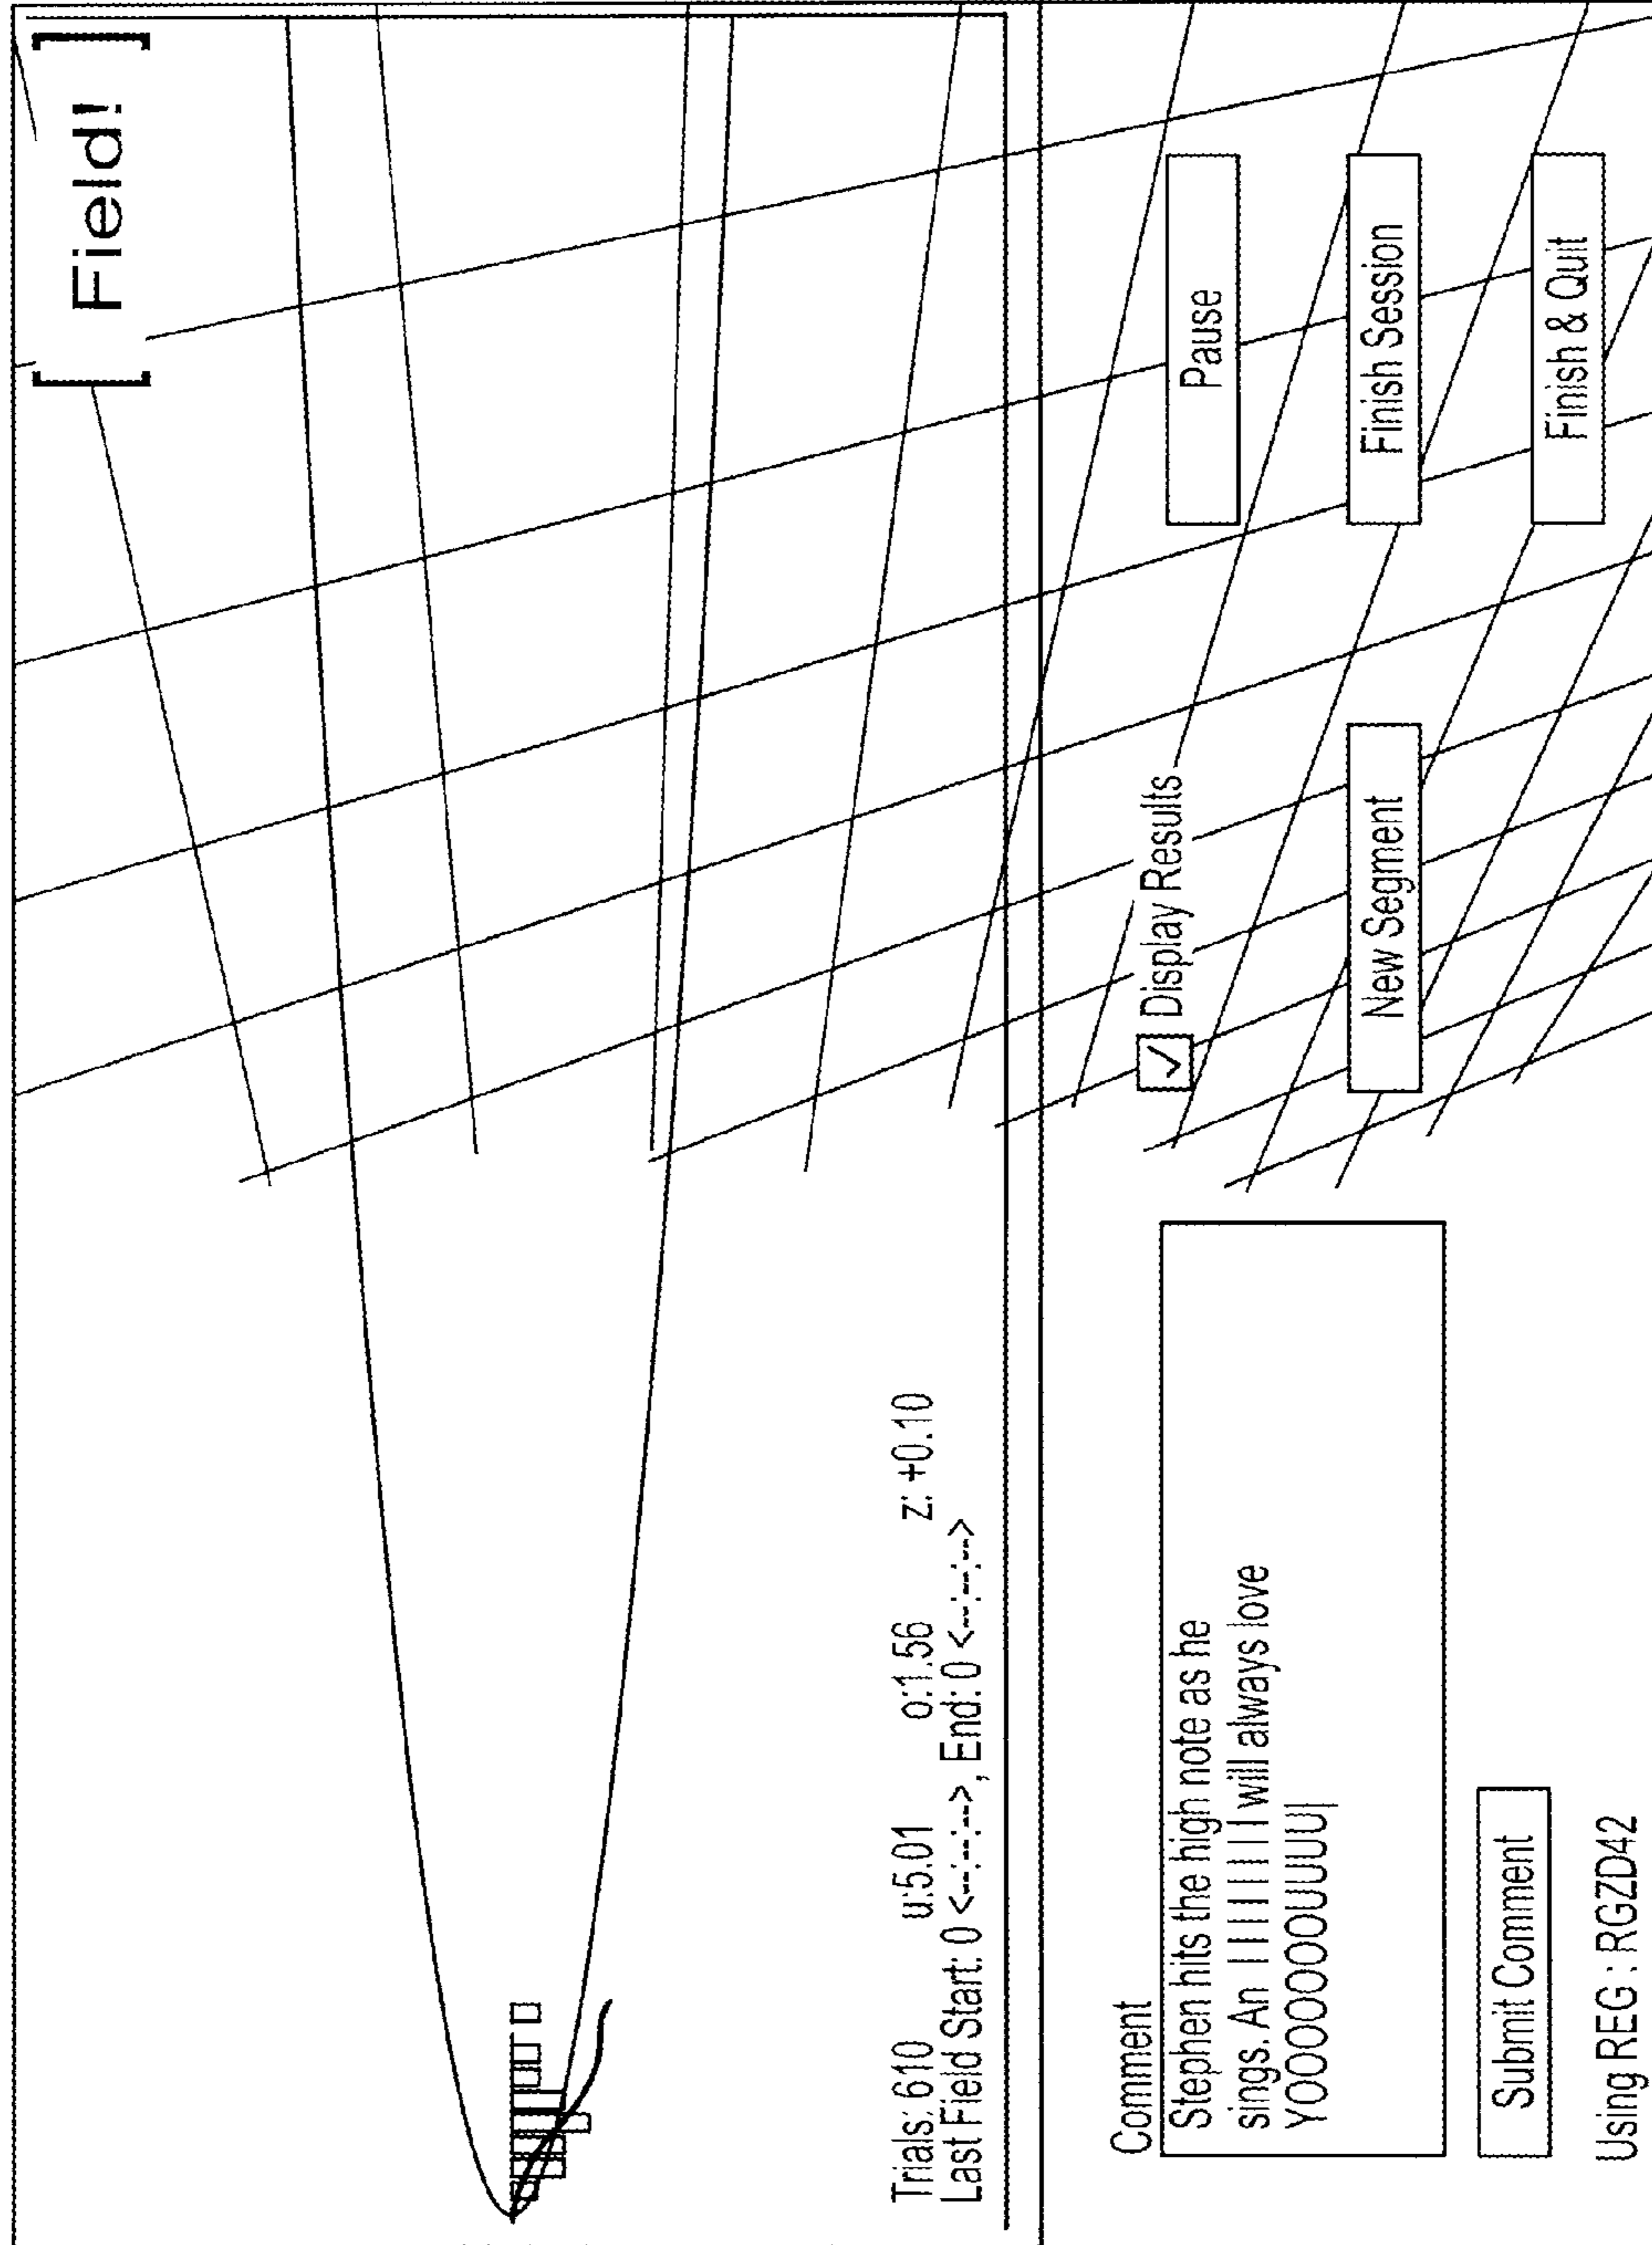 [ Field! ]
Trials: 610 u:5.01 o:1.56 z: +0.10
Last Field Start: 0 <--:--:-->, End: 0 <--:--:-->
Comment
Stephen hits the high note as he
sings. An I I I I I I I I will always love
YOOOOOOOUUUUU|
Display Results
Pause
New Segment
Finish Session
Submit Comment
Finish & Quit
Using REG : RGZD42